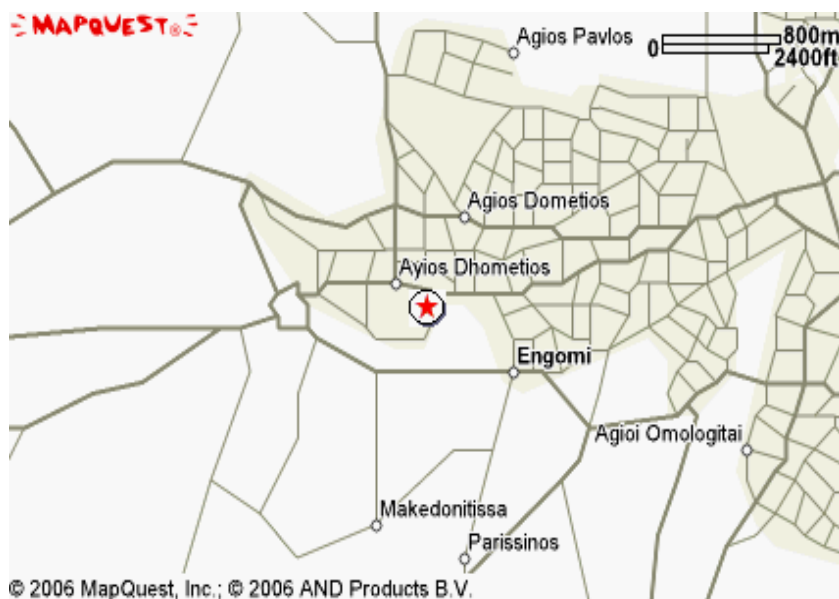 MAPQUEST®
Agios Pavlos
0
800m
2400ft
Agios Dometios
Ayios Dhometios
Engomi
Agioi Omologitai
Makedonitissa
Parissinos
© 2006 MapQuest, Inc.; © 2006 AND Products B.V.